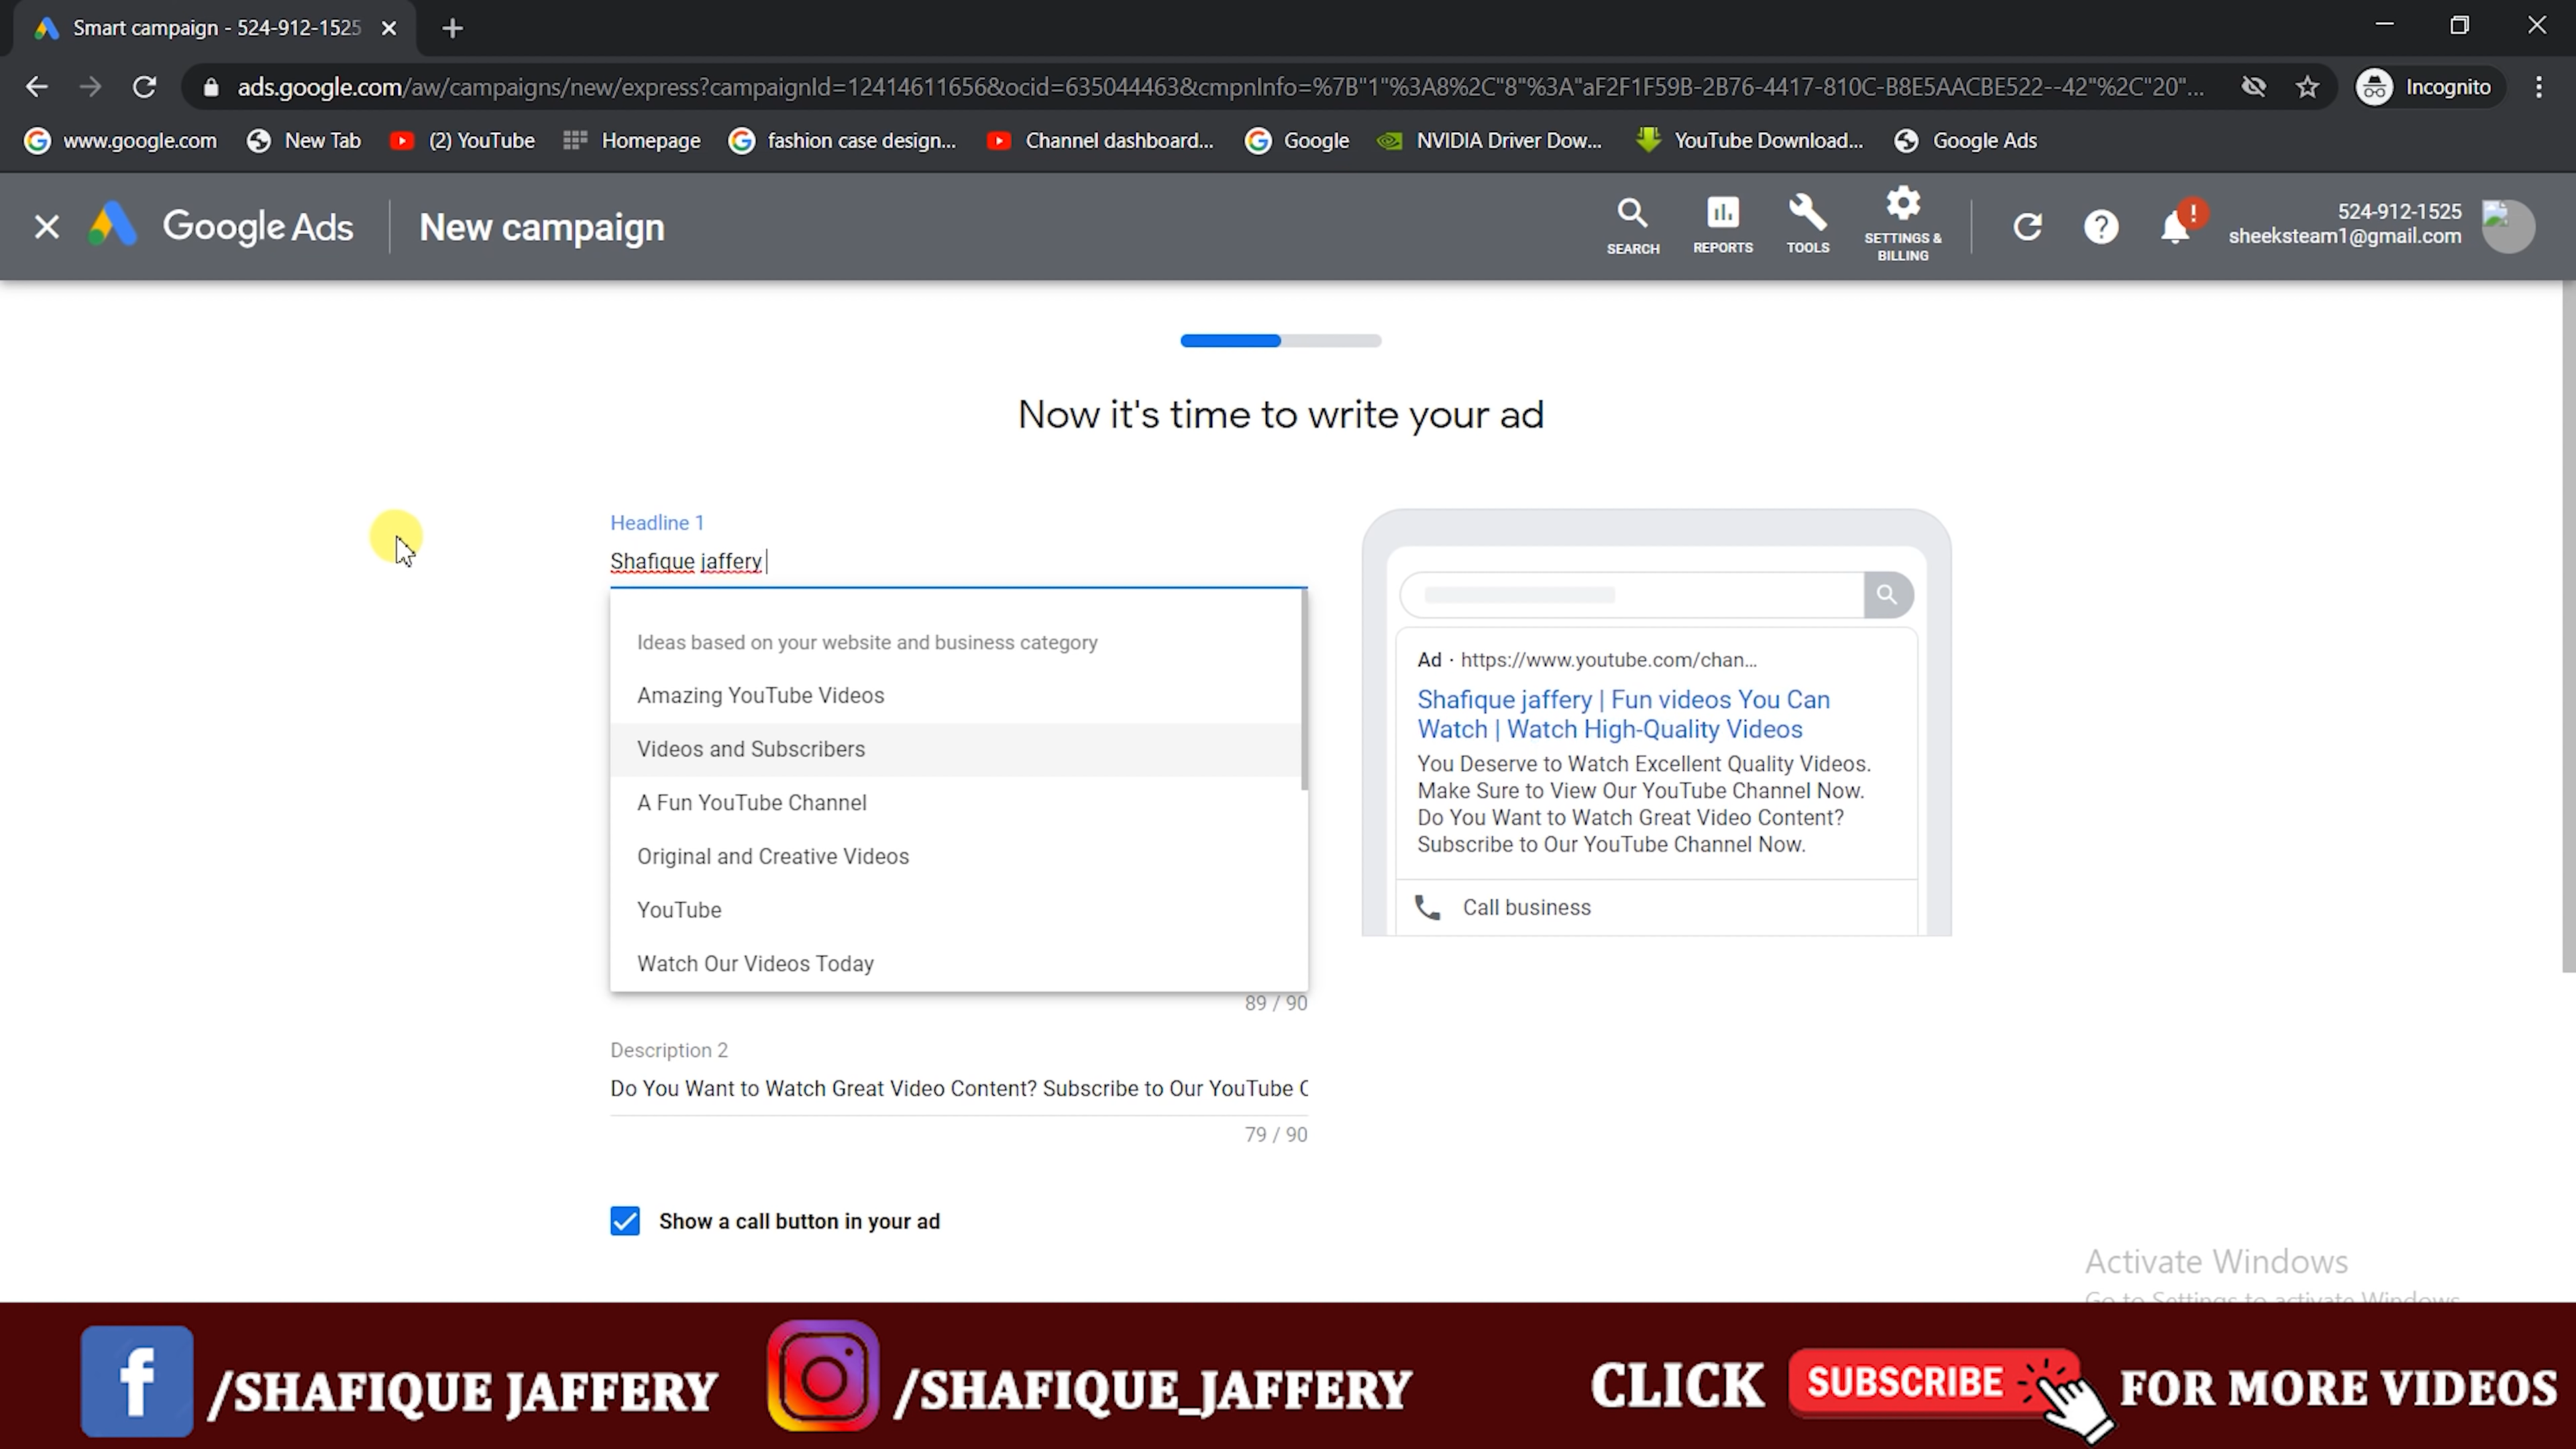 Smart campaign - 524-912-1525
ads.google.com/aw/campaigns/new/express?campaignId=12414611656&ocid=635044463&cmpnInfo=%7B"1"%3A8%2C"8"%3A"aF2F1F59B-2B76-4417-810C-B8E5AACBE522--42"%2C"20"...
Incognito
www.google.com New Tab (2) YouTube Homepage fashion case design... Channel dashboard... Google NVIDIA Driver Dow... YouTube Download... Google Ads
Google Ads New campaign
SEARCH REPORTS TOOLS SETTINGS & BILLING
524-912-1525
sheeksteam1@gmail.com
Now it's time to write your ad
Headline 1
Shafique jaffery
Ideas based on your website and business category
Amazing YouTube Videos
Videos and Subscribers
A Fun YouTube Channel
Original and Creative Videos
YouTube
Watch Our Videos Today
89 / 90
Description 2
Do You Want to Watch Great Video Content? Subscribe to Our YouTube C
79 / 90
Show a call button in your ad
Ad · https://www.youtube.com/chan...
Shafique jaffery | Fun videos You Can
Watch | Watch High-Quality Videos
You Deserve to Watch Excellent Quality Videos.
Make Sure to View Our YouTube Channel Now.
Do You Want to Watch Great Video Content?
Subscribe to Our YouTube Channel Now.
Call business
Activate Windows
Go to Settings to activate Windows.
/SHAFIQUE JAFFERY
/SHAFIQUE_JAFFERY
CLICK SUBSCRIBE FOR MORE VIDEOS